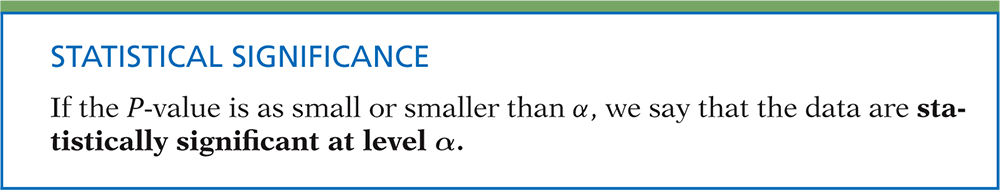 STATISTICAL SIGNIFICANCE
If the P-value is as small or smaller than α, we say that the data are sta-
tistically significant at level α.